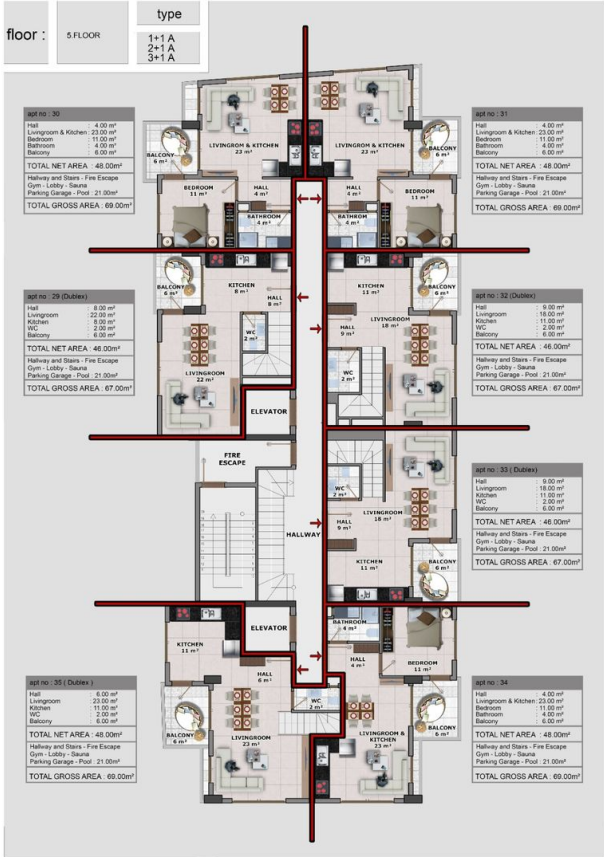 floor :
5.FLOOR
type
1+1 A
2+1 A
3+1 A
apt no : 30
Hall : 4.00 m²
Livingroom & Kitchen : 23.00 m²
Bedroom : 11.00 m²
Bathroom : 4.00 m²
Balcony : 6.00 m²
TOTAL NET AREA : 48.00m²
Hallway and Stairs - Fire Escape
Gym - Lobby - Sauna
Parking Garage - Pool : 21.00m²
TOTAL GROSS AREA : 69.00m²
apt no : 31
Hall : 4.00 m²
Livingroom & Kitchen : 23.00 m²
Bedroom : 11.00 m²
Bathroom : 4.00 m²
Balcony : 6.00 m²
TOTAL NET AREA : 48.00m²
Hallway and Stairs - Fire Escape
Gym - Lobby - Sauna
Parking Garage - Pool : 21.00m²
TOTAL GROSS AREA : 69.00m²
LIVINGROM & KITCHEN
23 m²
LIVINGROM & KITCHEN
23 m²
BALCONY
6 m²
BALCONY
6 m²
BEDROOM
11 m²
HALL
4 m²
HALL
4 m²
BEDROOM
11 m²
BATHROOM
4 m²
BATHROM
4 m²
apt no : 29 (Dublex)
Hall : 8.00 m²
Livingroom : 22.00 m²
Kitchen : 8.00 m²
WC : 2.00 m²
Balcony : 6.00 m²
TOTAL NET AREA : 46.00m²
Hallway and Stairs - Fire Escape
Gym - Lobby - Sauna
Parking Garage - Pool : 21.00m²
TOTAL GROSS AREA : 67.00m²
apt no : 32 (Dublex)
Hall : 9.00 m²
Livingroom : 18.00 m²
Kitchen : 11.00 m²
WC : 2.00 m²
Balcony : 6.00 m²
TOTAL NET AREA : 46.00m²
Hallway and Stairs - Fire Escape
Gym - Lobby - Sauna
Parking Garage - Pool : 21.00m²
TOTAL GROSS AREA : 67.00m²
BALCONY
6 m²
KITCHEN
8 m²
HALL
8 m²
KITCHEN
11 m²
BALCONY
6 m²
LIVINGROOM
18 m²
HALL
9 m²
WC
2 m²
WC
2 m²
LIVINGROOM
22 m²
ELEVATOR
FIRE
ESCAPE
HALLWAY
WC
2 m²
LIVINGROOM
18 m²
HALL
9 m²
KITCHEN
11 m²
BALCONY
6 m²
apt no : 33 ( Dublex)
Hall : 9.00 m²
Livingroom : 18.00 m²
Kitchen : 11.00 m²
WC : 2.00 m²
Balcony : 6.00 m²
TOTAL NET AREA : 46.00m²
Hallway and Stairs - Fire Escape
Gym - Lobby - Sauna
Parking Garage - Pool : 21.00m²
TOTAL GROSS AREA : 67.00m²
ELEVATOR
BATHROOM
4 m²
KITCHEN
11 m²
HALL
6 m²
HALL
4 m²
BEDROOM
11 m²
WC
2 m²
BALCONY
6 m²
BALCONY
6 m²
LIVINGROOM
23 m²
LIVINGROOM &
KITCHEN
23 m²
apt no : 35 ( Dublex )
Hall : 6.00 m²
Livingroom : 23.00 m²
Kitchen : 11.00 m²
WC : 2.00 m²
Balcony : 6.00 m²
TOTAL NET AREA : 48.00m²
Hallway and Stairs - Fire Escape
Gym - Lobby - Sauna
Parking Garage - Pool : 21.00m²
TOTAL GROSS AREA : 69.00m²
apt no : 34
Hall : 4.00 m²
Livingroom & Kitchen : 23.00 m²
Bedroom : 11.00 m²
Bathroom : 4.00 m²
Balcony : 6.00 m²
TOTAL NET AREA : 48.00m²
Hallway and Stairs - Fire Escape
Gym - Lobby - Sauna
Parking Garage - Pool : 21.00m²
TOTAL GROSS AREA : 69.00m²